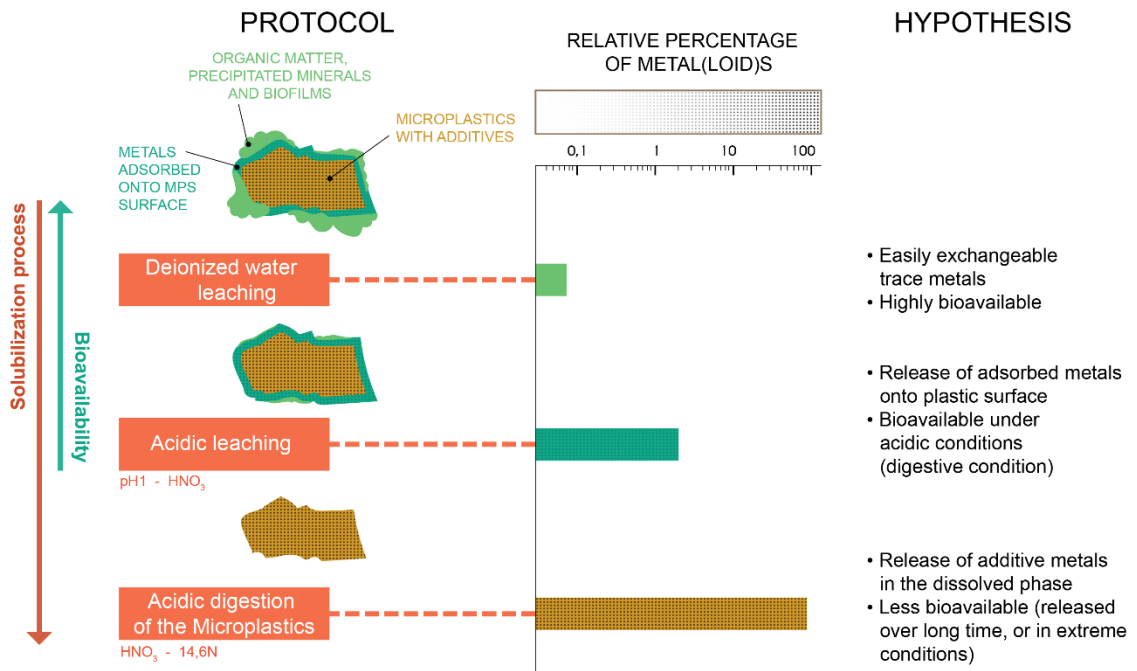 PROTOCOL
HYPOTHESIS
RELATIVE PERCENTAGE
OF METAL(LOID)S
ORGANIC MATTER,
PRECIPITATED MINERALS
AND BIOFILMS
MICROPLASTICS
WITH ADDITIVES
METALS
ADSORBED
ONTO MPS
SURFACE
0,1 1 10 100
Solubilization process
Bioavailability
Deionized water
leaching
• Easily exchangeable
trace metals
• Highly bioavailable
Acidic leaching
pH1 - HNO₃
• Release of adsorbed metals
onto plastic surface
• Bioavailable under
acidic conditions
(digestive condition)
Acidic digestion
of the Microplastics
HNO₃ - 14,6N
• Release of additive metals
in the dissolved phase
• Less bioavailable (released
over long time, or in extreme
conditions)